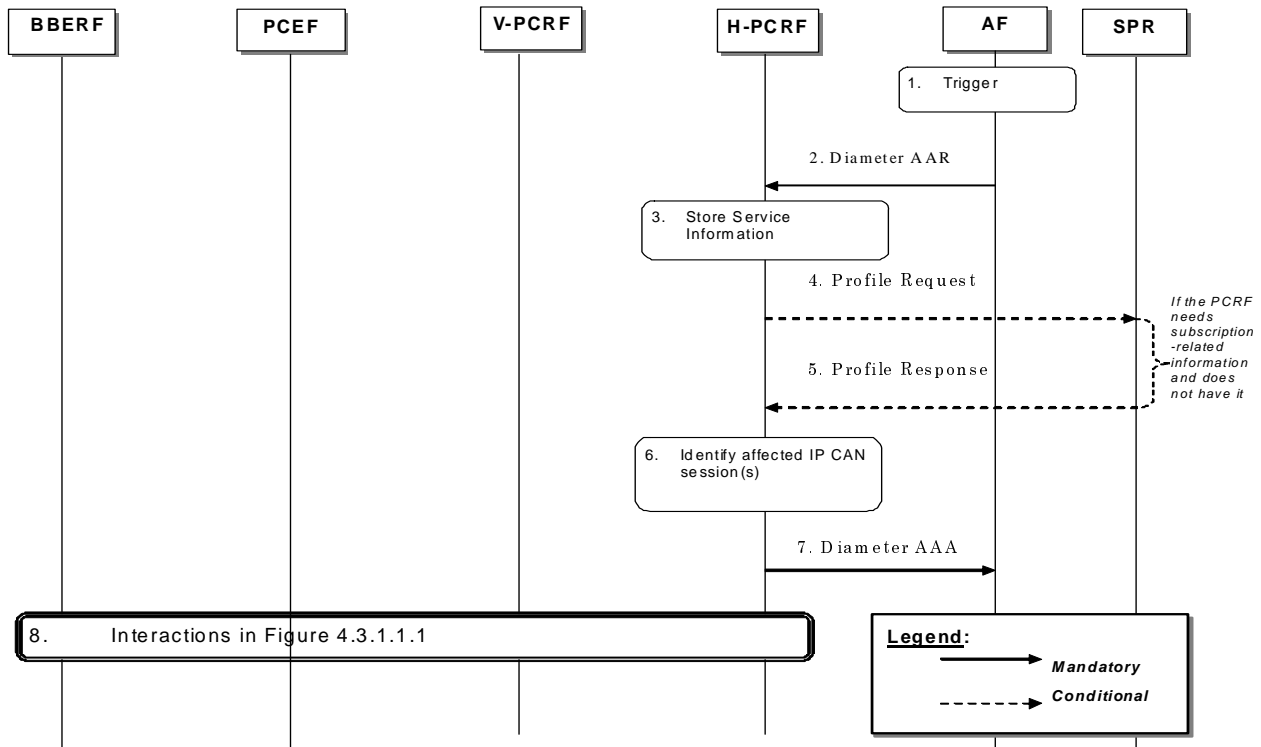 BBERF
PCEF
V-PCRF
H-PCRF
AF
SPR
1. Trigger
2. Diameter AAR
3. Store Service
Information
4. Profile Request
If the PCRF
needs
subscription
-related
information
and does
not have it
5. Profile Response
6. Identify affected IP CAN
session(s)
7. Diameter AAA
8. Interactions in Figure 4.3.1.1.1
Legend:
Mandatory
Conditional